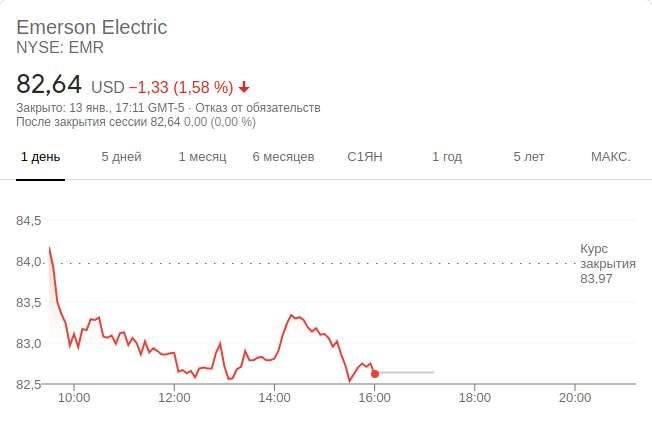 Emerson Electric
NYSE: EMR
82,64 USD −1,33 (1,58 %)
Закрыто: 13 янв., 17:11 GMT-5 · Отказ от обязательств
После закрытия сессии 82,64 0,00 (0,00 %)
1 день 5 дней 1 месяц 6 месяцев С1ЯН 1 год 5 лет МАКС.
84,5
84,0
83,5
83,0
82,5
Курс
закрытия
83,97
10:00 12:00 14:00 16:00 18:00 20:00